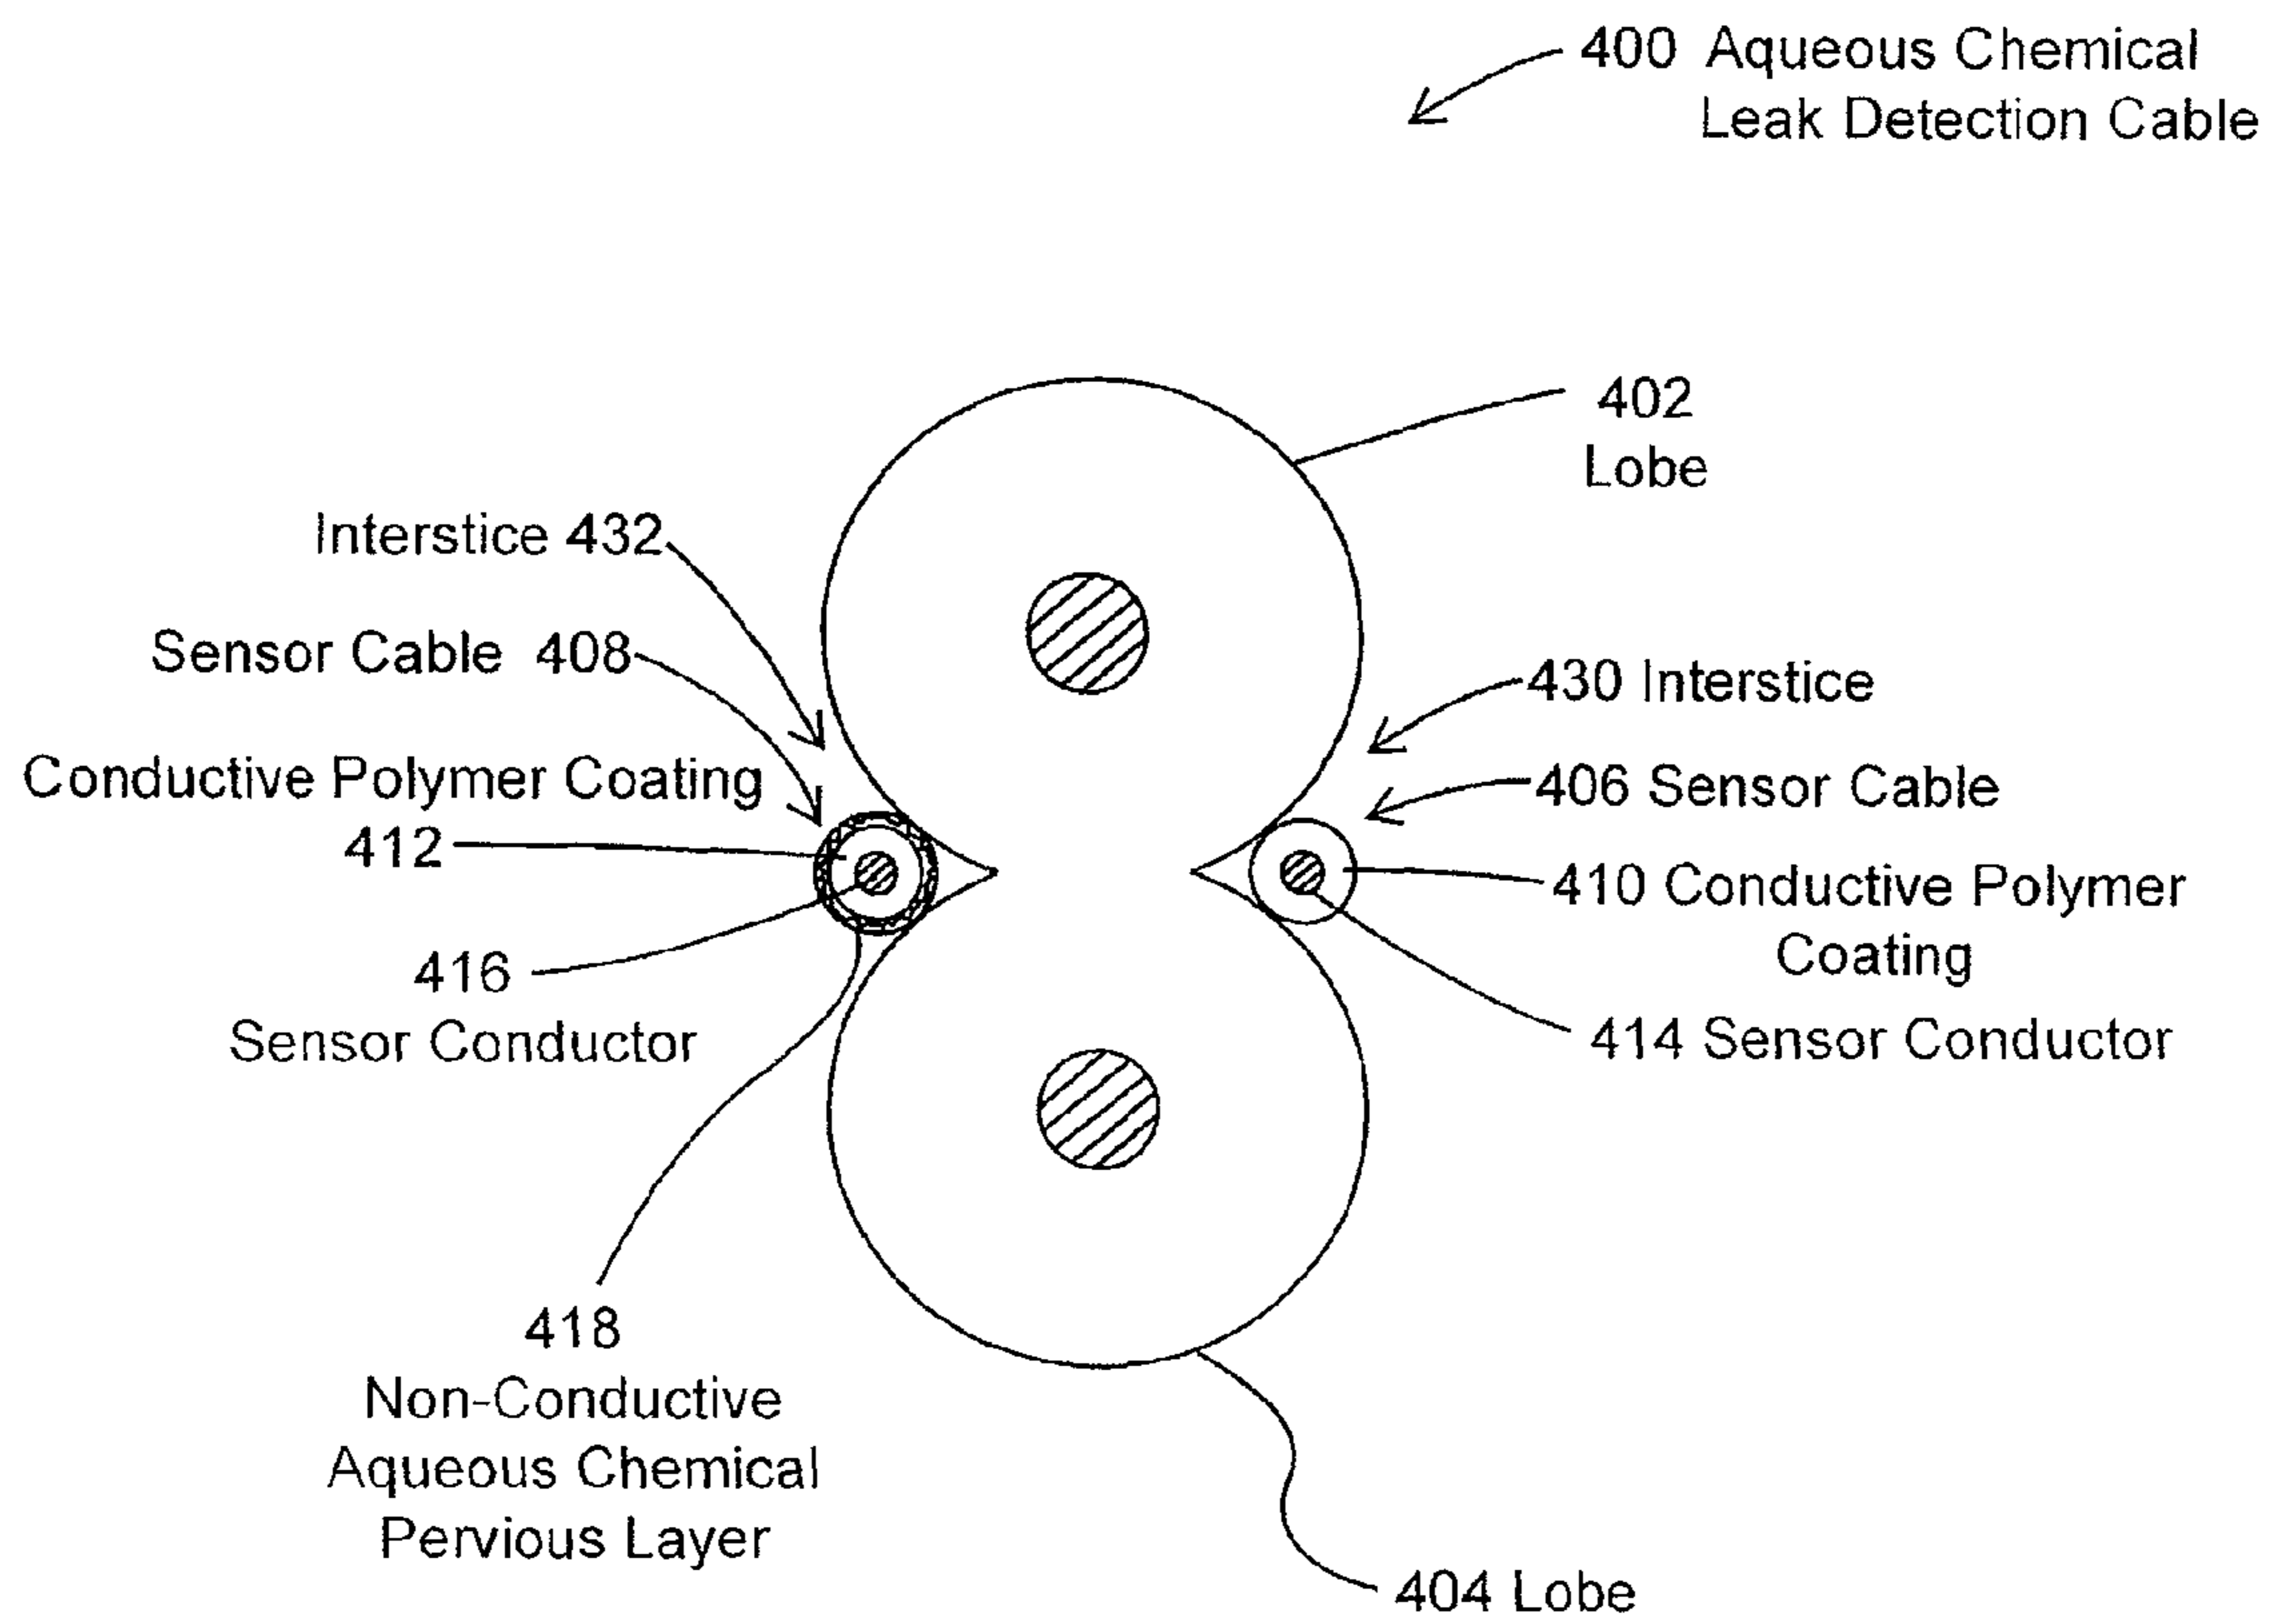 400 Aqueous Chemical
Leak Detection Cable
402
Lobe
Interstice 432
Sensor Cable 408
430 Interstice
Conductive Polymer Coating
412
406 Sensor Cable
410 Conductive Polymer
Coating
416
Sensor Conductor
414 Sensor Conductor
418
Non-Conductive
Aqueous Chemical
Pervious Layer
404 Lobe